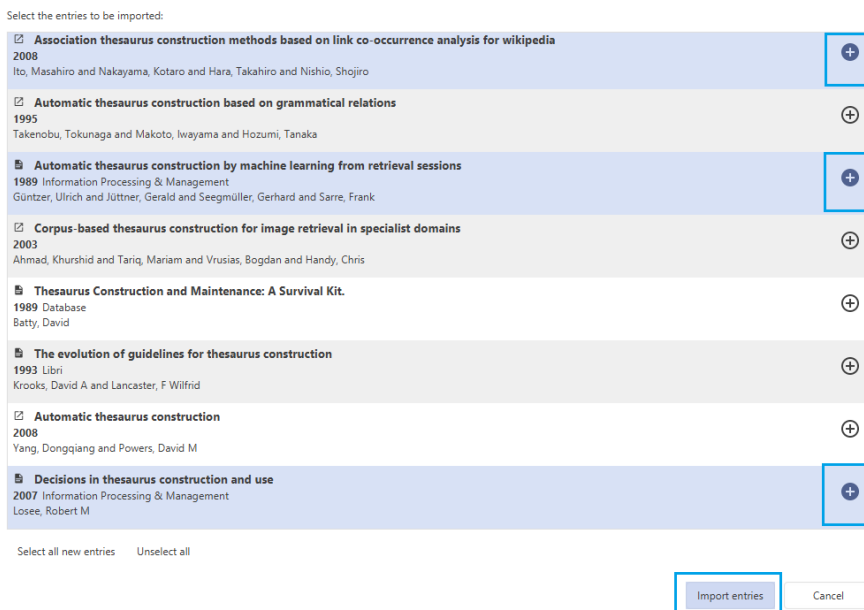 Select the entries to be imported:
Association thesaurus construction methods based on link co-occurrence analysis for wikipedia
2008
Ito, Masahiro and Nakayama, Kotaro and Hara, Takahiro and Nishio, Shojiro
Automatic thesaurus construction based on grammatical relations
1995
Takenobu, Tokunaga and Makoto, Iwayama and Hozumi, Tanaka
Automatic thesaurus construction by machine learning from retrieval sessions
1989 Information Processing & Management
Güntzer, Ulrich and Jüttner, Gerald and Seegmüller, Gerhard and Sarre, Frank
Corpus-based thesaurus construction for image retrieval in specialist domains
2003
Ahmad, Khurshid and Tariq, Mariam and Vrusias, Bogdan and Handy, Chris
Thesaurus Construction and Maintenance: A Survival Kit.
1989 Database
Batty, David
The evolution of guidelines for thesaurus construction
1993 Libri
Krooks, David A and Lancaster, F Wilfrid
Automatic thesaurus construction
2008
Yang, Dongqiang and Powers, David M
Decisions in thesaurus construction and use
2007 Information Processing & Management
Losee, Robert M
Select all new entries Unselect all
Import entries Cancel